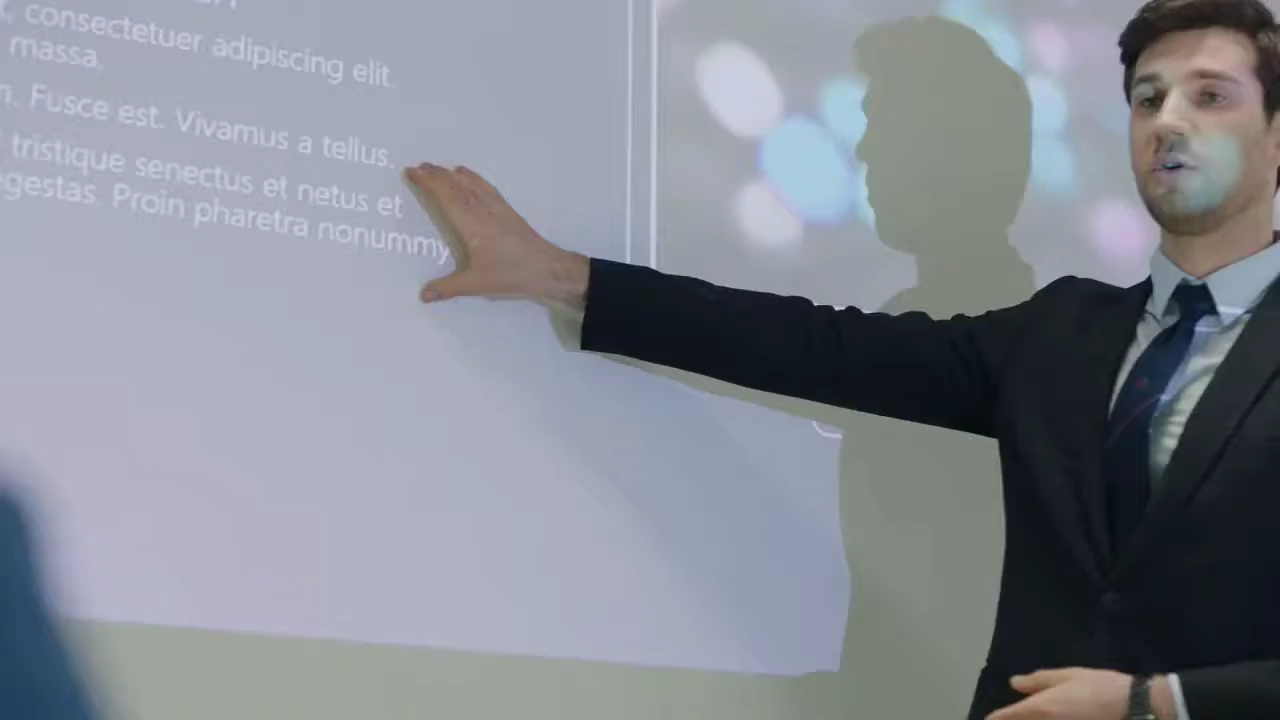 consectetuer adipiscing elit.
massa.
Fusce est. Vivamus a tellus.
tristique senectus et netus et
egestas. Proin pharetra nonummy